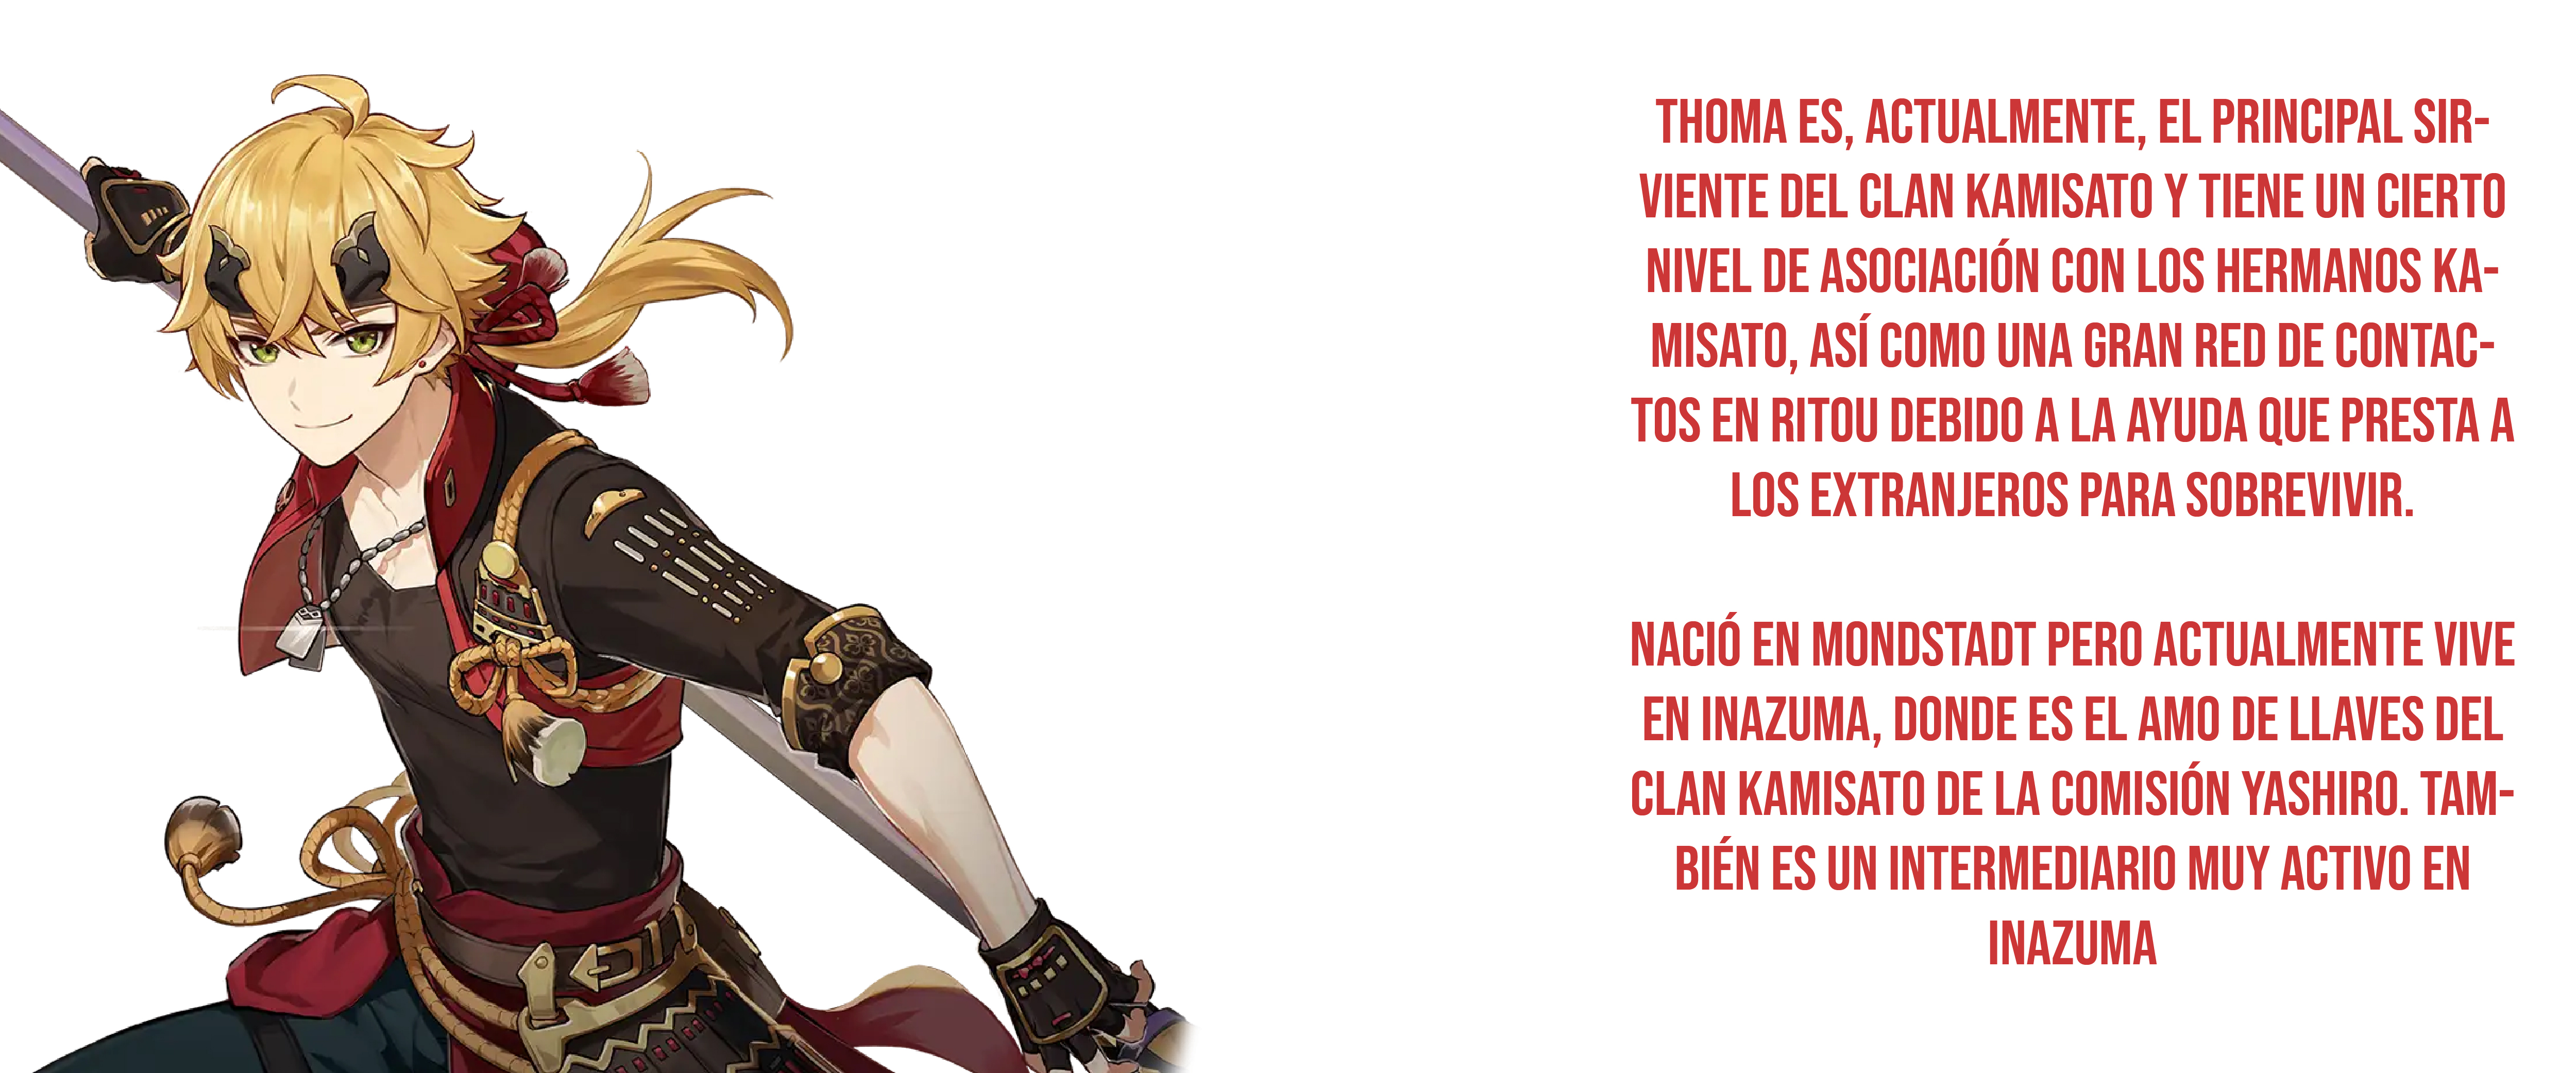 THOMA ES, ACTUALMENTE, EL PRINCIPAL SIR-
VIENTE DEL CLAN KAMISATO Y TIENE UN CIERTO
NIVEL DE ASOCIACIÓN CON LOS HERMANOS KA-
MISATO, ASÍ COMO UNA GRAN RED DE CONTAC-
TOS EN RITOU DEBIDO A LA AYUDA QUE PRESTA A
LOS EXTRANJEROS PARA SOBREVIVIR.
NACIÓ EN MONDSTADT PERO ACTUALMENTE VIVE
EN INAZUMA, DONDE ES EL AMO DE LLAVES DEL
CLAN KAMISATO DE LA COMISIÓN YASHIRO. TAM-
BIÉN ES UN INTERMEDIARIO MUY ACTIVO EN
INAZUMA